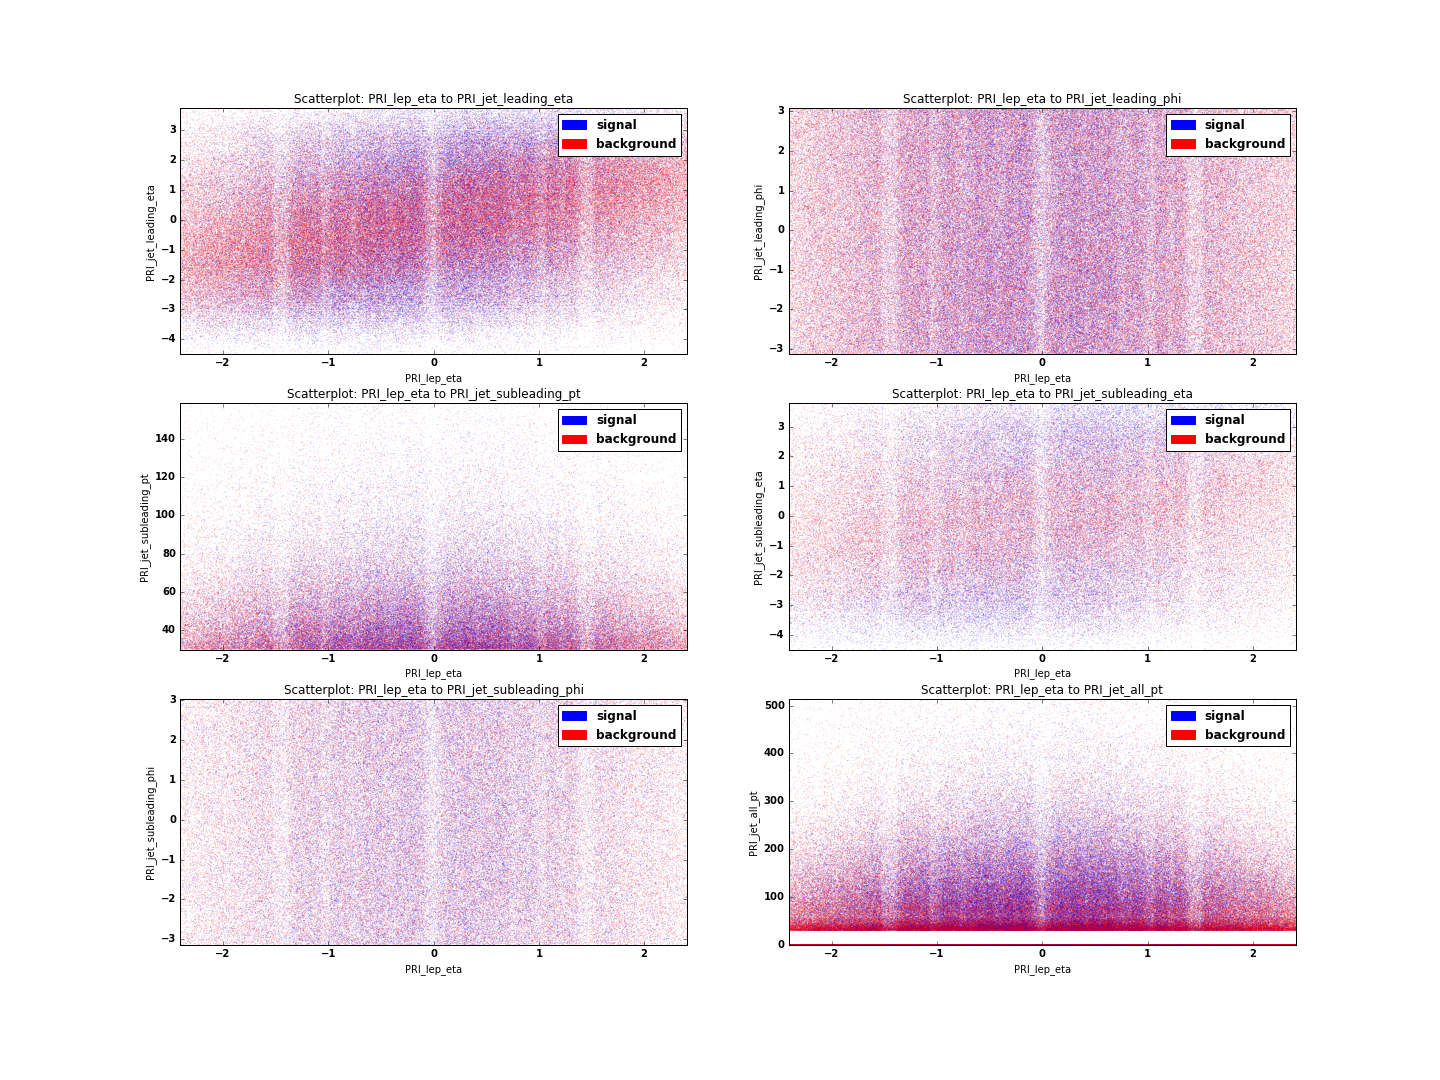 Scatterplot: PRI_lep_eta to PRI_jet_leading_eta
signal
background
PRI_jet_leading_eta
3
2
1
0
−1
−2
−3
−4
−2 −1 0 1 2
PRI_lep_eta
Scatterplot: PRI_lep_eta to PRI_jet_leading_phi
signal
background
PRI_jet_leading_phi
3
2
1
0
−1
−2
−3
−2 −1 0 1 2
PRI_lep_eta
Scatterplot: PRI_lep_eta to PRI_jet_subleading_pt
signal
background
PRI_jet_subleading_pt
140
120
100
80
60
40
−2 −1 0 1 2
PRI_lep_eta
Scatterplot: PRI_lep_eta to PRI_jet_subleading_eta
signal
background
PRI_jet_subleading_eta
3
2
1
0
−1
−2
−3
−4
−2 −1 0 1 2
PRI_lep_eta
Scatterplot: PRI_lep_eta to PRI_jet_subleading_phi
signal
background
PRI_jet_subleading_phi
3
2
1
0
−1
−2
−3
−2 −1 0 1 2
PRI_lep_eta
Scatterplot: PRI_lep_eta to PRI_jet_all_pt
signal
background
PRI_jet_all_pt
500
400
300
200
100
0
−2 −1 0 1 2
PRI_lep_eta